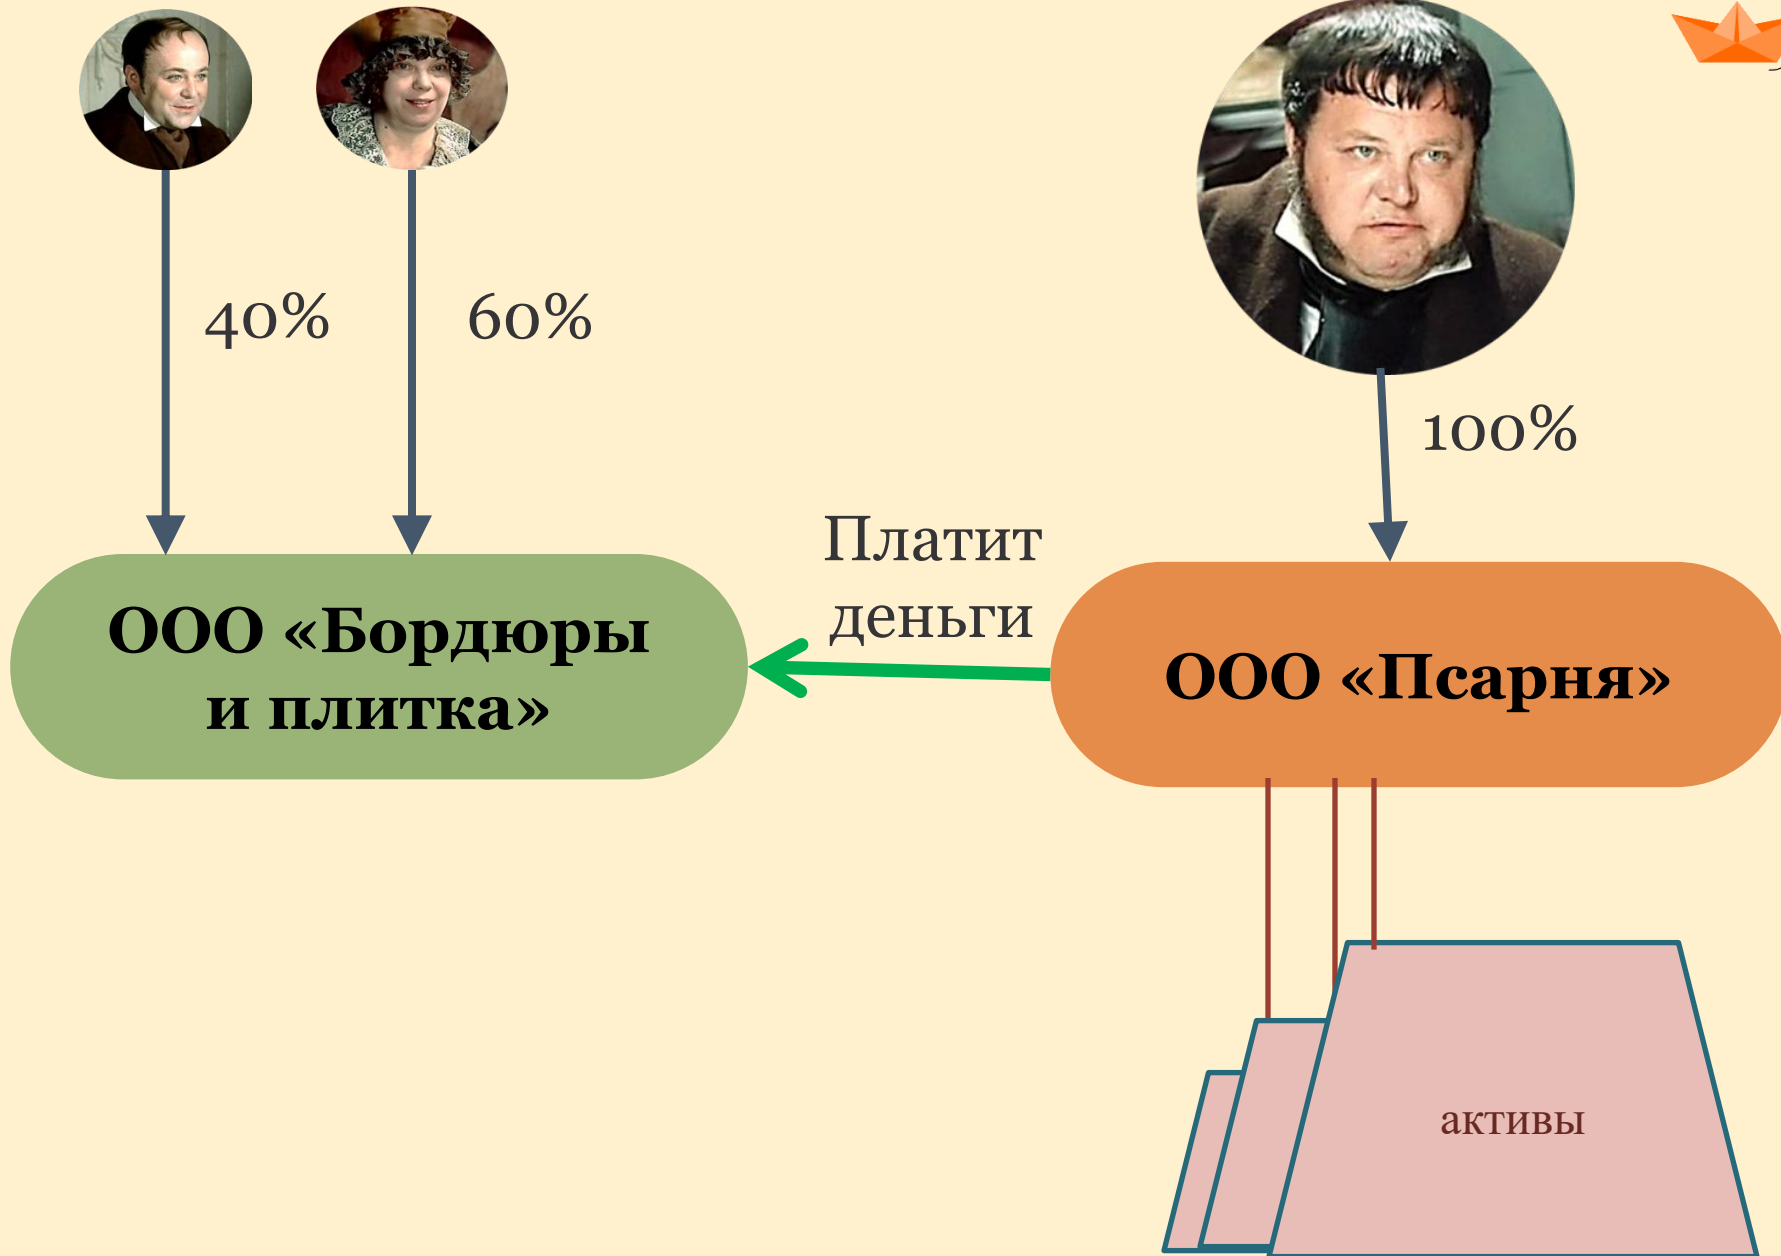 40%
60%
100%
Платит
деньги
ООО «Бордюры
и плитка»
ООО «Псарня»
активы